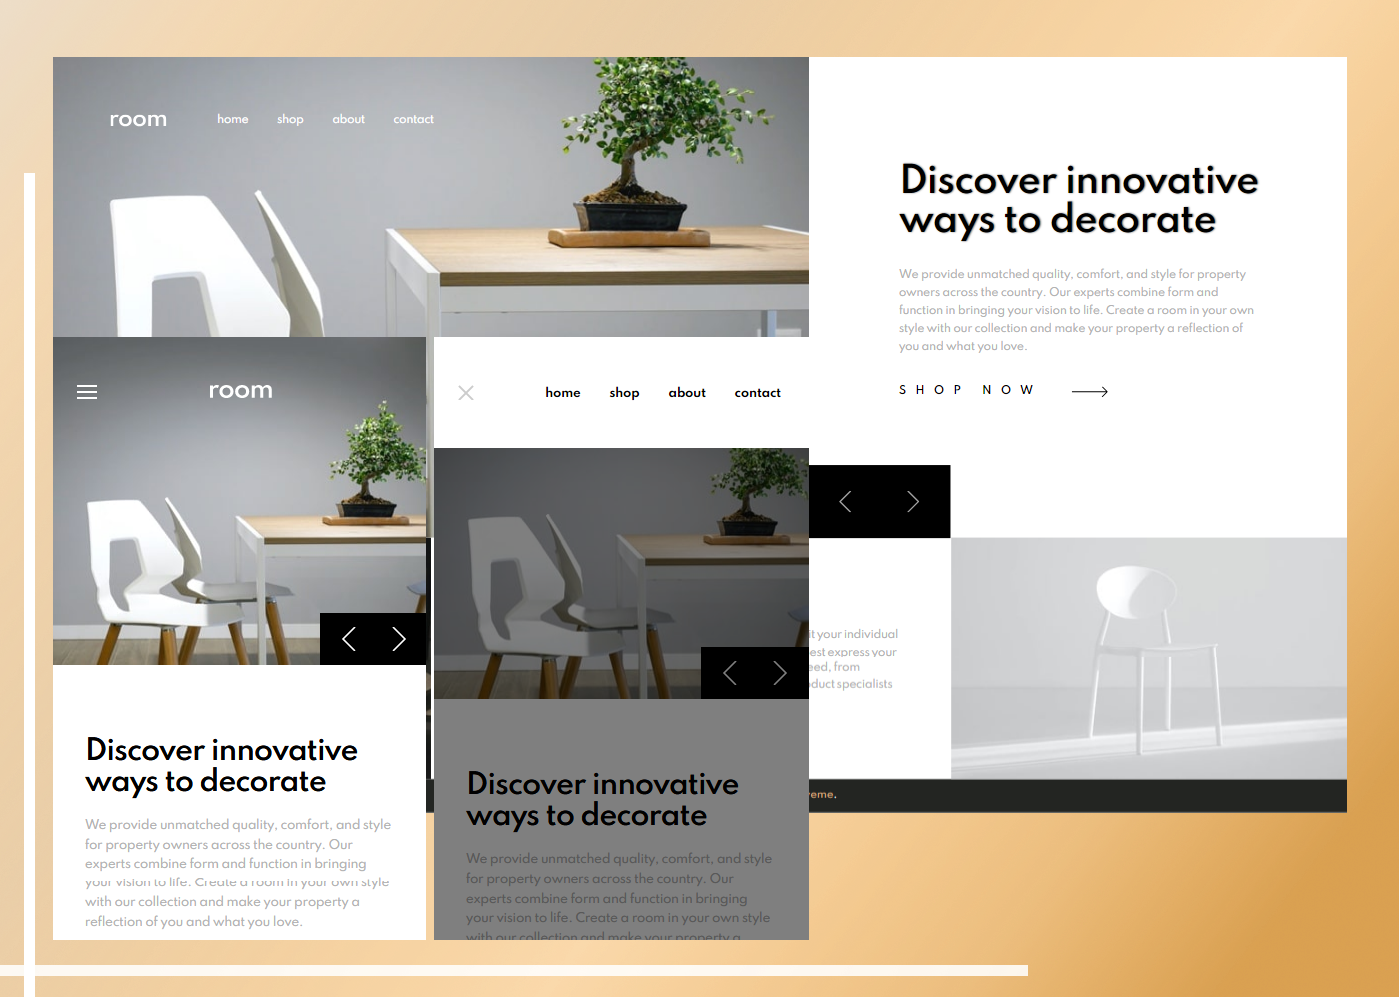 room home shop about contact
Discover innovative
ways to decorate
We provide unmatched quality, comfort, and style for property
owners across the country. Our experts combine form and
function in bringing your vision to life. Create a room in your own
style with our collection and make your property a reflection of
you and what you love.
SHOP NOW
it your individual
express your
from
specialists
room
Discover innovative
ways to decorate
We provide unmatched quality, comfort, and style
for property owners across the country. Our
experts combine form and function in bringing
your vision to life. Create a room in your own style
with our collection and make your property a
reflection of you and what you love.
home shop about contact
Discover innovative
ways to decorate
We provide unmatched quality, comfort, and style
for property owners across the country. Our
experts combine form and function in bringing
your vision to life. Create a room in your own style
with our collection and make your property a